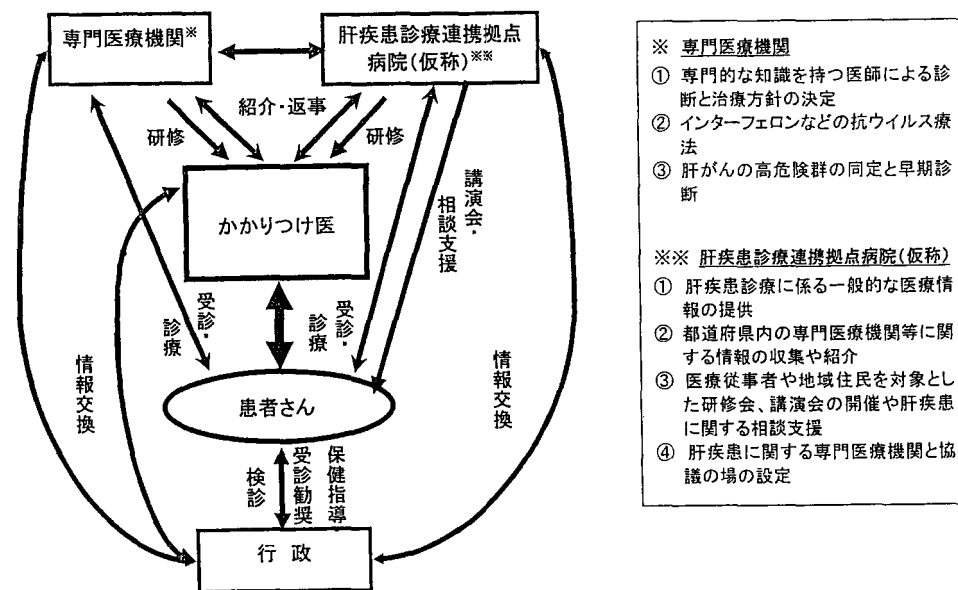 専門医療機関※
肝疾患診療連携拠点
病院(仮称)※※
紹介・返事
研修
研修
かかりつけ医
講演会・
相談支援
受診・
診療
受診・
診療
情報交換
情報交換
患者さん
検診
受診勧奨
保健指導
行 政
※ 専門医療機関
① 専門的な知識を持つ医師による診
断と治療方針の決定
② インターフェロンなどの抗ウイルス療
法
③ 肝がんの高危険群の同定と早期診
断
※※ 肝疾患診療連携拠点病院(仮称)
① 肝疾患診療に係る一般的な医療情
報の提供
② 都道府県内の専門医療機関等に関
する情報の収集や紹介
③ 医療従事者や地域住民を対象とし
た研修会、講演会の開催や肝疾患
に関する相談支援
④ 肝疾患に関する専門医療機関と協
議の場の設定